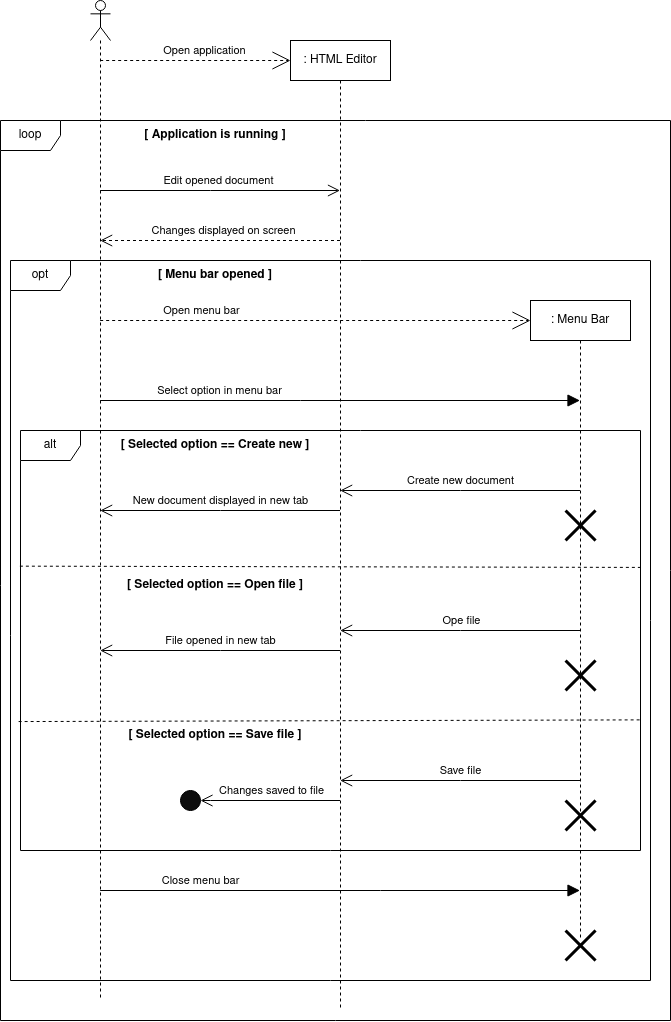 Open application
: HTML Editor
loop
[ Application is running ]
Edit opened document
Changes displayed on screen
opt
[ Menu bar opened ]
Open menu bar
: Menu Bar
Select option in menu bar
alt
[ Selected option == Create new ]
Create new document
New document displayed in new tab
[ Selected option == Open file ]
Ope file
File opened in new tab
[ Selected option == Save file ]
Save file
Changes saved to file
Close menu bar